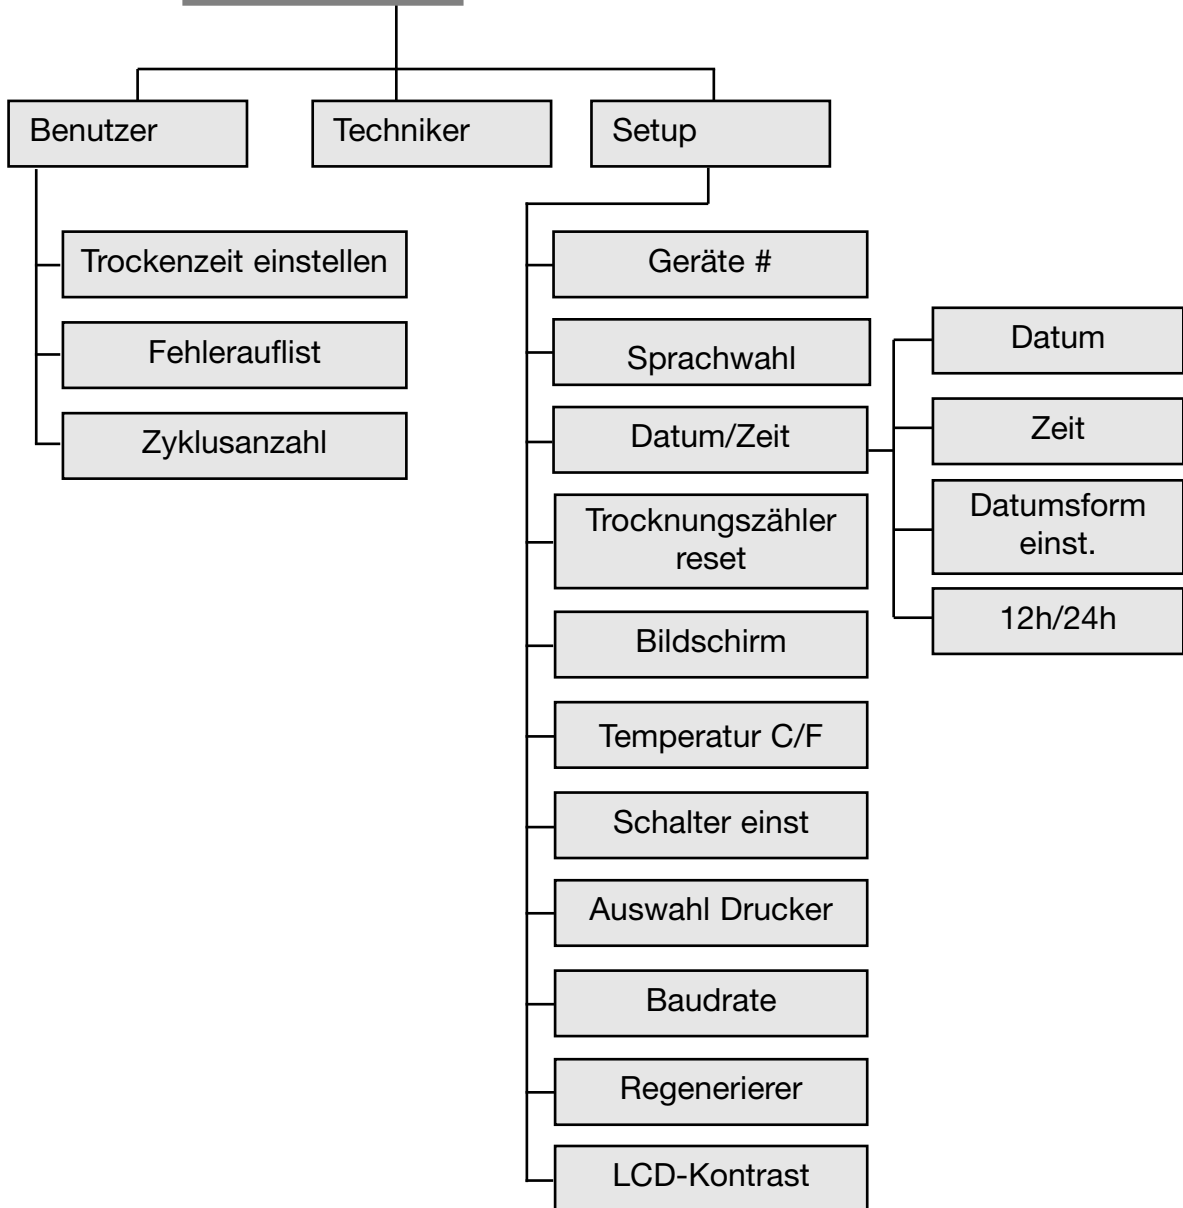 Benutzer
Techniker
Setup
Trockenzeit einstellen
Fehlerauflist
Zyklusanzahl
Geräte #
Sprachwahl
Datum/Zeit
Trocknungszähler
reset
Bildschirm
Temperatur C/F
Schalter einst
Auswahl Drucker
Baudrate
Regenerierer
LCD-Kontrast
Datum
Zeit
Datumsform
einst.
12h/24h